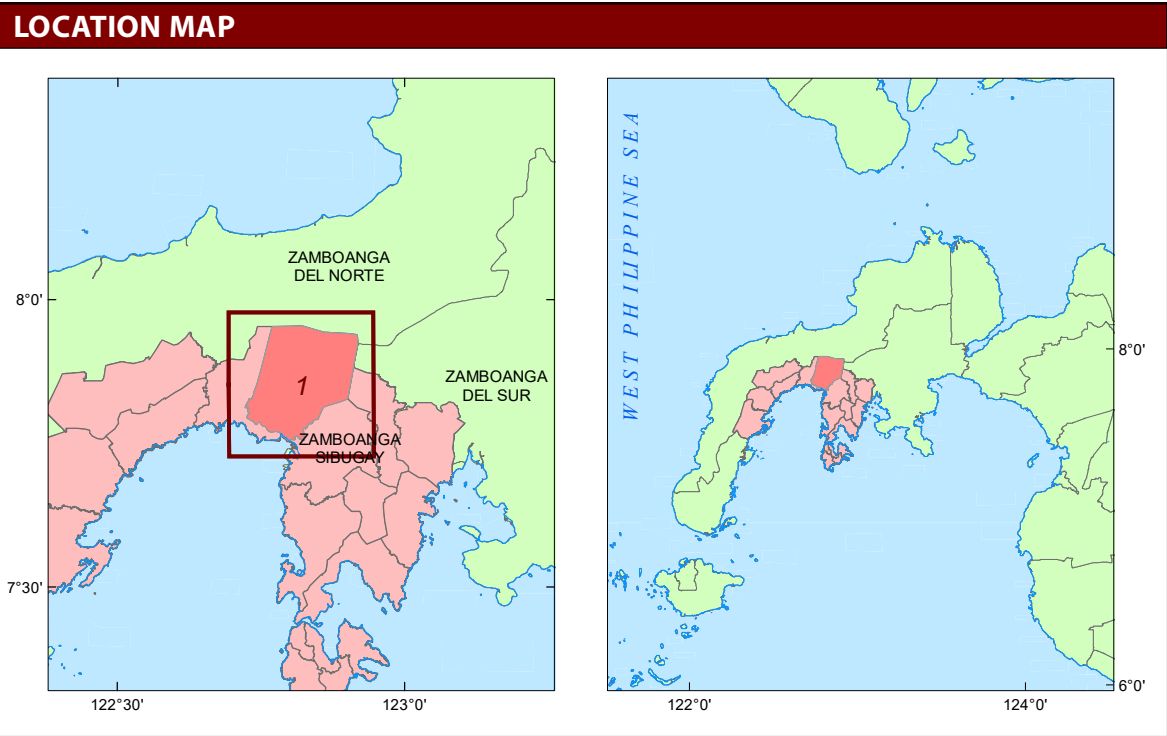 LOCATION MAP
ZAMBOANGA
DEL NORTE
8°0'
ZAMBOANGA
DEL SUR
1
ZAMBOANGA
SIBUGAY
7°30'
122°30'
123°0'
WEST PHILIPPINE SEA
8°0'
6°0'
122°0'
124°0'